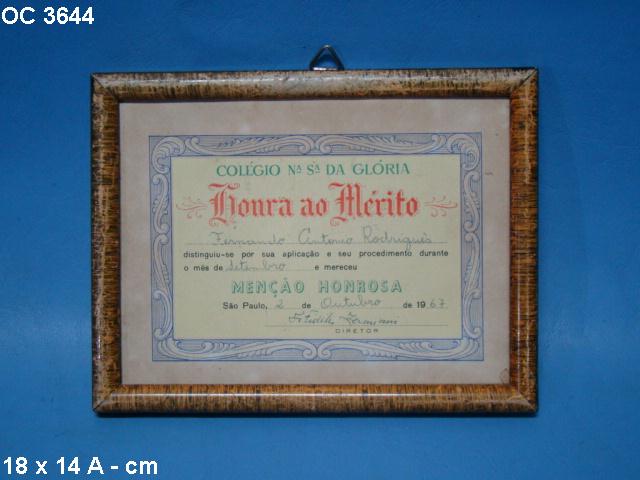 OC 3644
COLÉGIO Nª Sª DA GLÓRIA
Honra ao Mérito
Fernando Antonio Rodrigues
distinguiu-se por sua aplicação e seu procedimento durante
o mês de setembro e mereceu
MENÇÃO HONROSA
São Paulo, 2 de Outubro de 1967
DIRETOR
18 x 14 A - cm